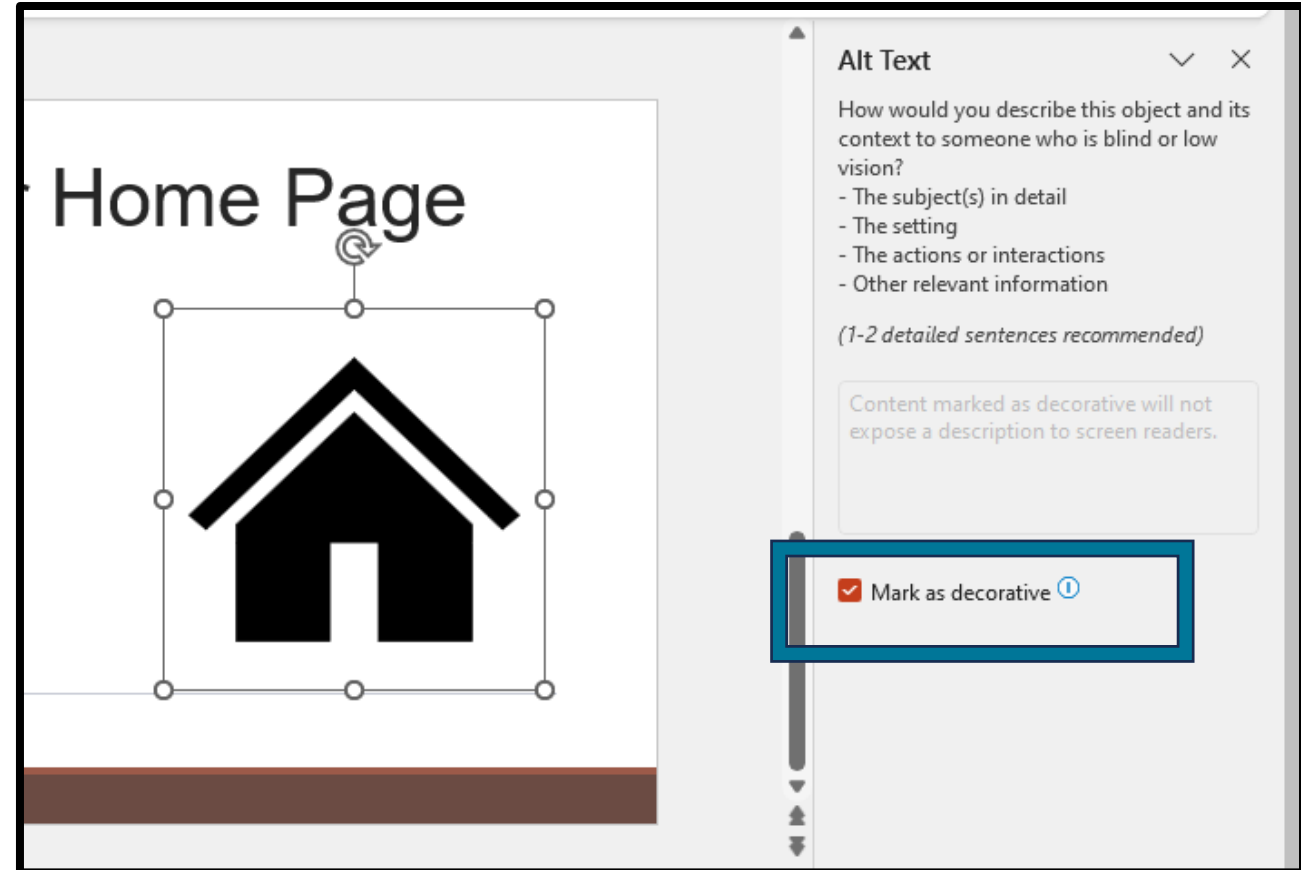 Home Page
Alt Text
How would you describe this object and its
context to someone who is blind or low
vision?
- The subject(s) in detail
- The setting
- The actions or interactions
- Other relevant information
(1-2 detailed sentences recommended)
Content marked as decorative will not
expose a description to screen readers.
Mark as decorative